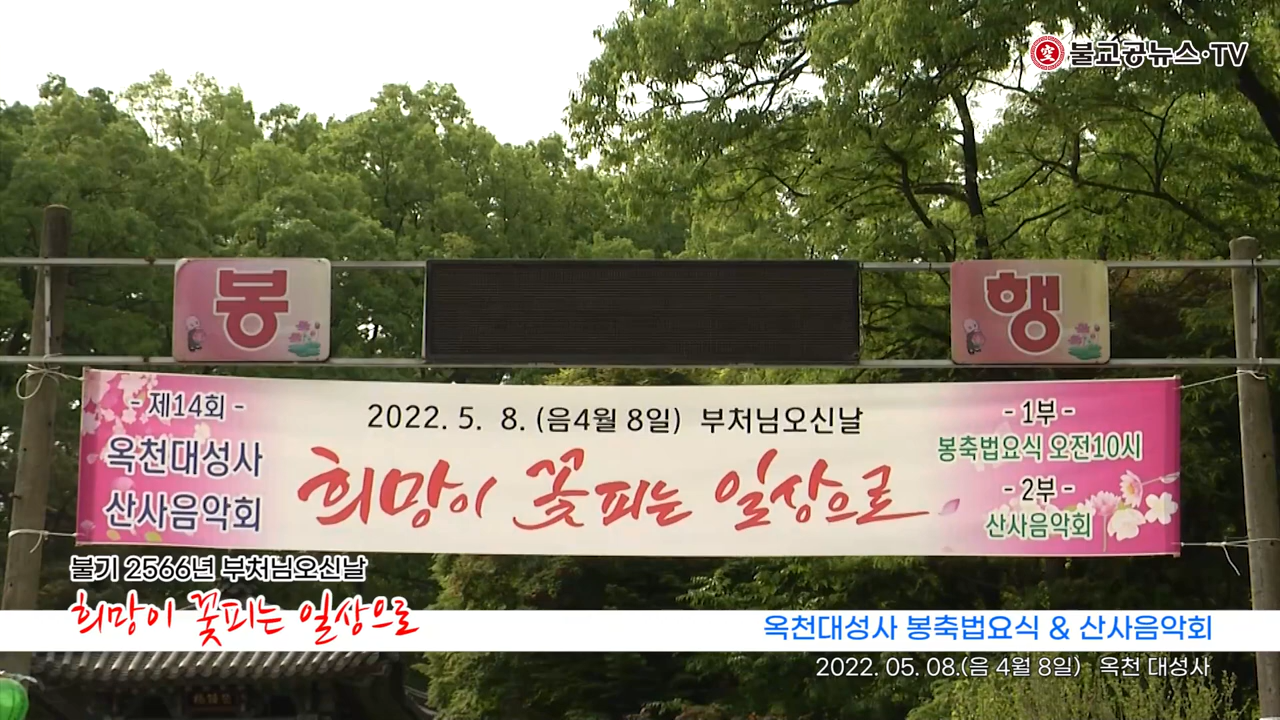 空 불교공뉴스·TV
봉
행
- 제14회 -
옥천대성사
산사음악회
2022. 5. 8. (음4월 8일) 부처님오신날
희망이 꽃피는 일상으로
- 1부 -
봉축법요식 오전10시
- 2부 -
산사음악회
불기 2566년 부처님오신날
희망이 꽃피는 일상으로
옥천대성사 봉축법요식 & 산사음악회
2022. 05. 08.(음 4월 8일) 옥천 대성사